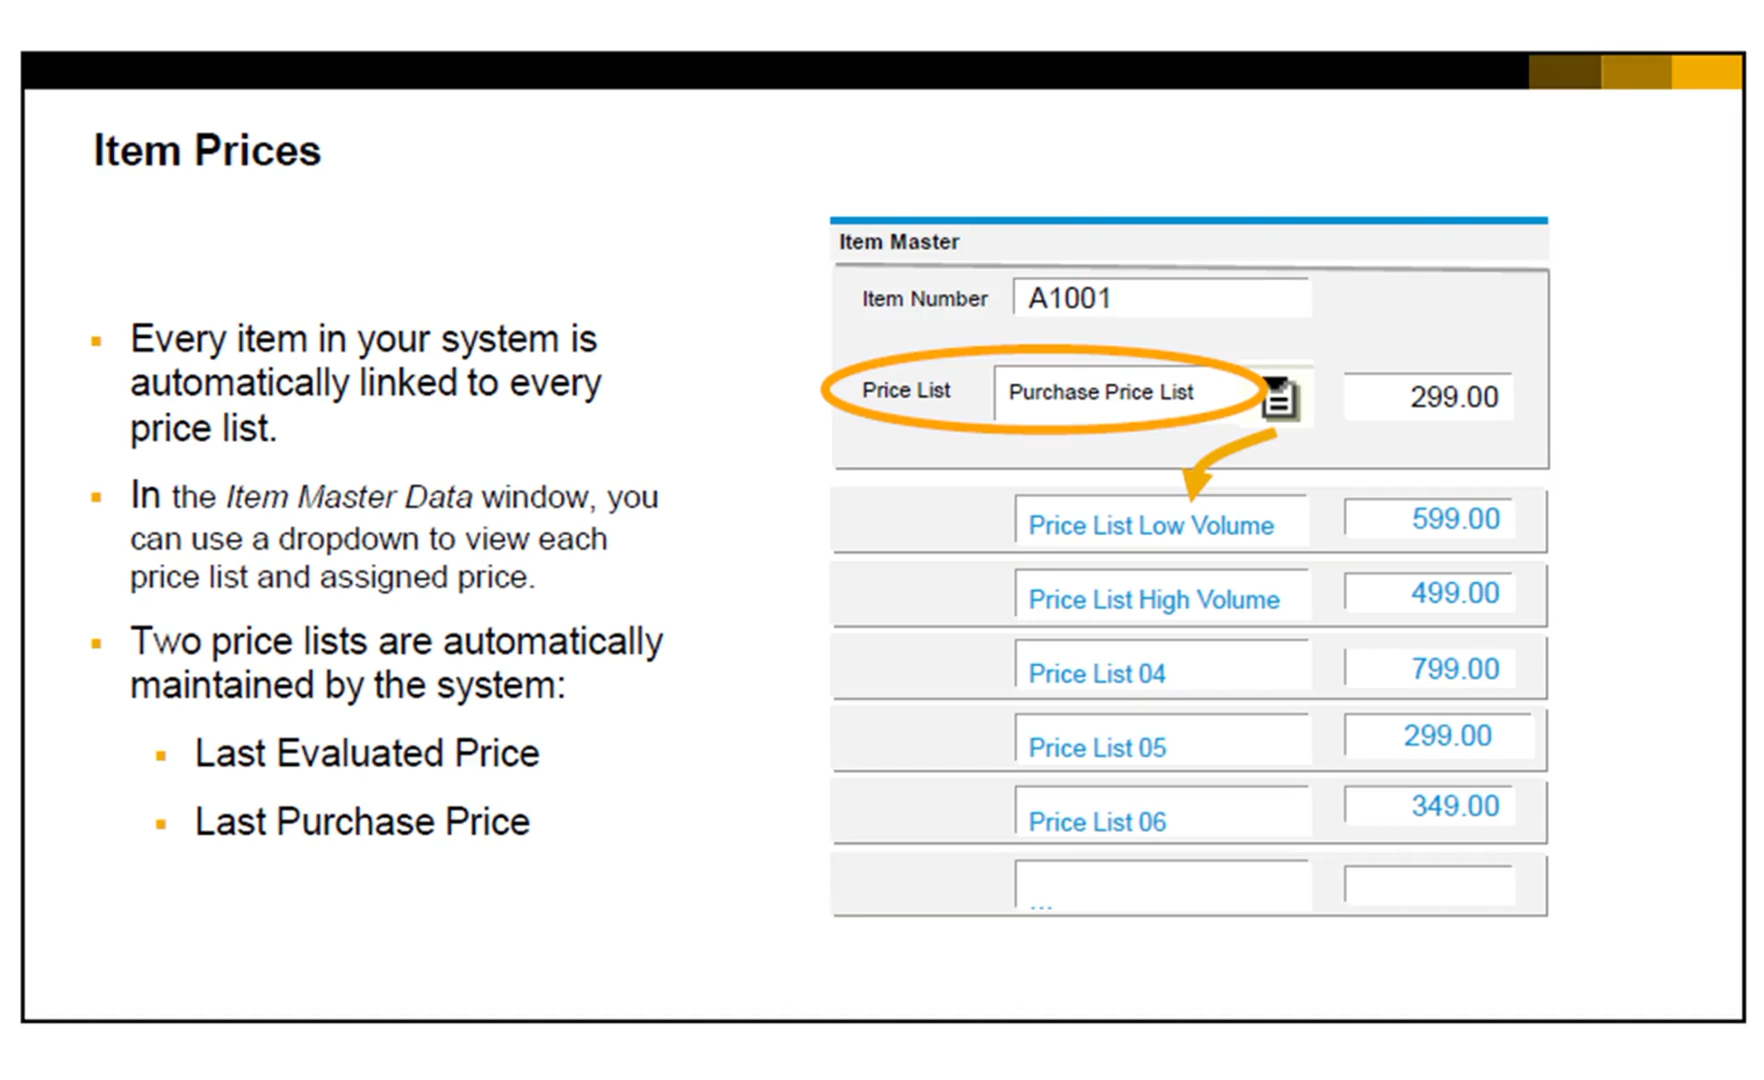 Item Prices
Every item in your system is
automatically linked to every
price list.
In the Item Master Data window, you
can use a dropdown to view each
price list and assigned price.
Two price lists are automatically
maintained by the system:
Last Evaluated Price
Last Purchase Price
Item Master
Item Number A1001
Price List Purchase Price List 299.00
Price List Low Volume 599.00
Price List High Volume 499.00
Price List 04 799.00
Price List 05 299.00
Price List 06 349.00
...